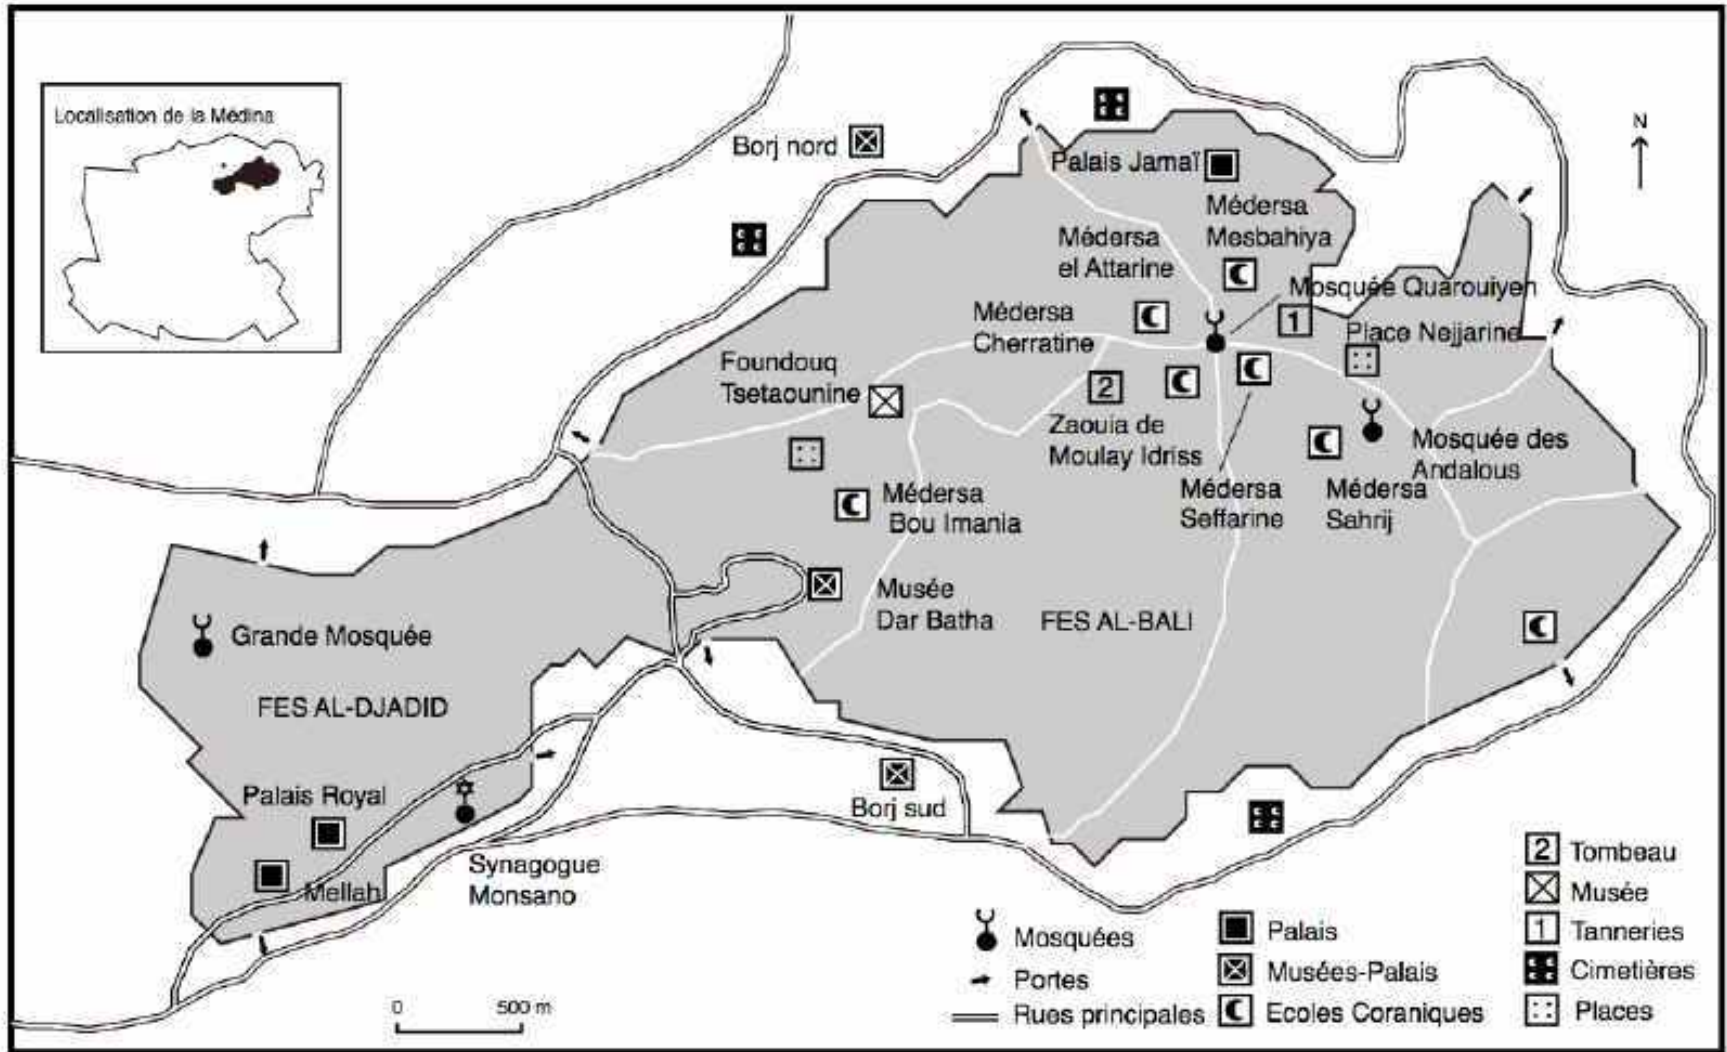 Localisation de la Médina
Borj nord
N
Palais Jamaï
Médersa
Mesbahiya
Médersa
el Attarine
Mosquée Quarouiyen
Médersa
Cherratine
1
Place Nejjarine
Foundouq
Tsetaounine
2
Zaouia de
Moulay Idriss
Mosquée des
Andalous
Médersa
Seffarine
Médersa
Sahrij
Médersa
Bou Imania
Musée
Dar Batha
FES AL-BALI
Grande Mosquée
FES AL-DJADID
Palais Royal
Borj sud
Mellah
Synagogue
Monsano
0 500 m
Mosquées
Portes
Rues principales
Palais
Musées-Palais
Ecoles Coraniques
2 Tombeau
Musée
1 Tanneries
Cimetières
Places